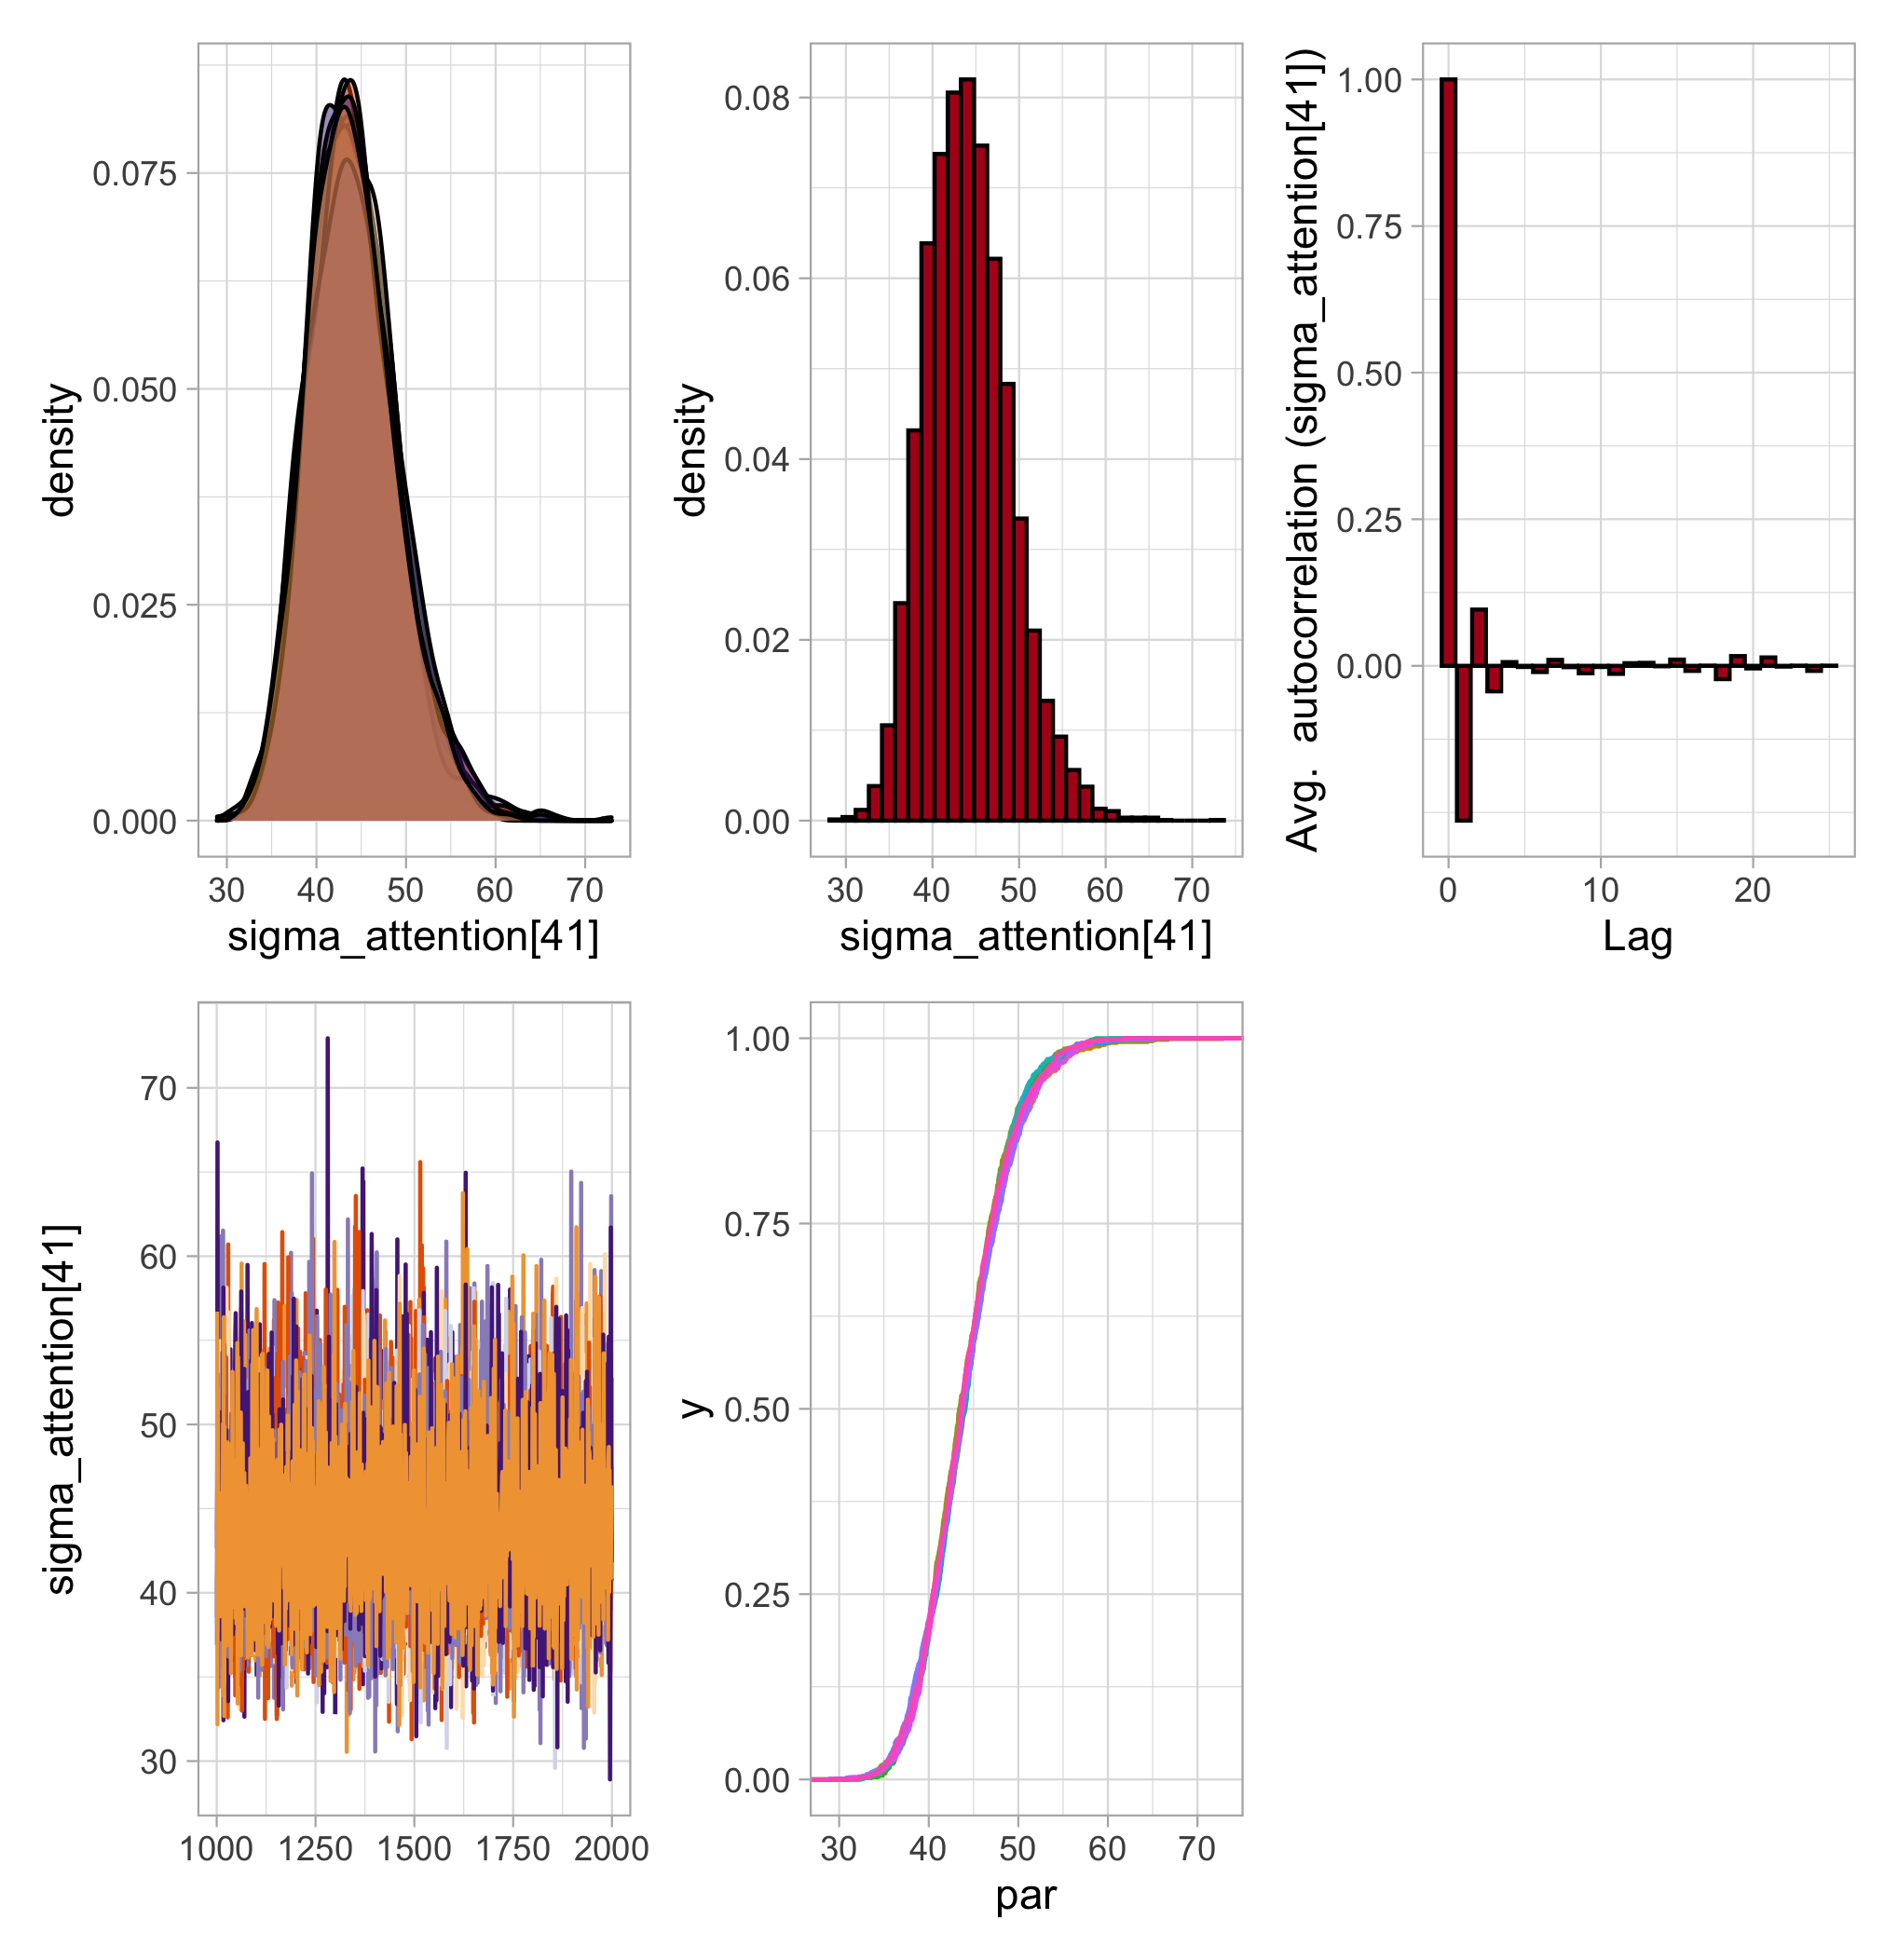 density
0.075
0.050
0.025
0.000
30 40 50 60 70
sigma_attention[41]
density
0.08
0.06
0.04
0.02
0.00
30 40 50 60 70
sigma_attention[41]
Avg. autocorrelation (sigma_attention[41])
1.00
0.75
0.50
0.25
0.00
0 10 20
Lag
sigma_attention[41]
70
60
50
40
30
1000 1250 1500 1750 2000
y
1.00
0.75
0.50
0.25
0.00
30 40 50 60 70
par